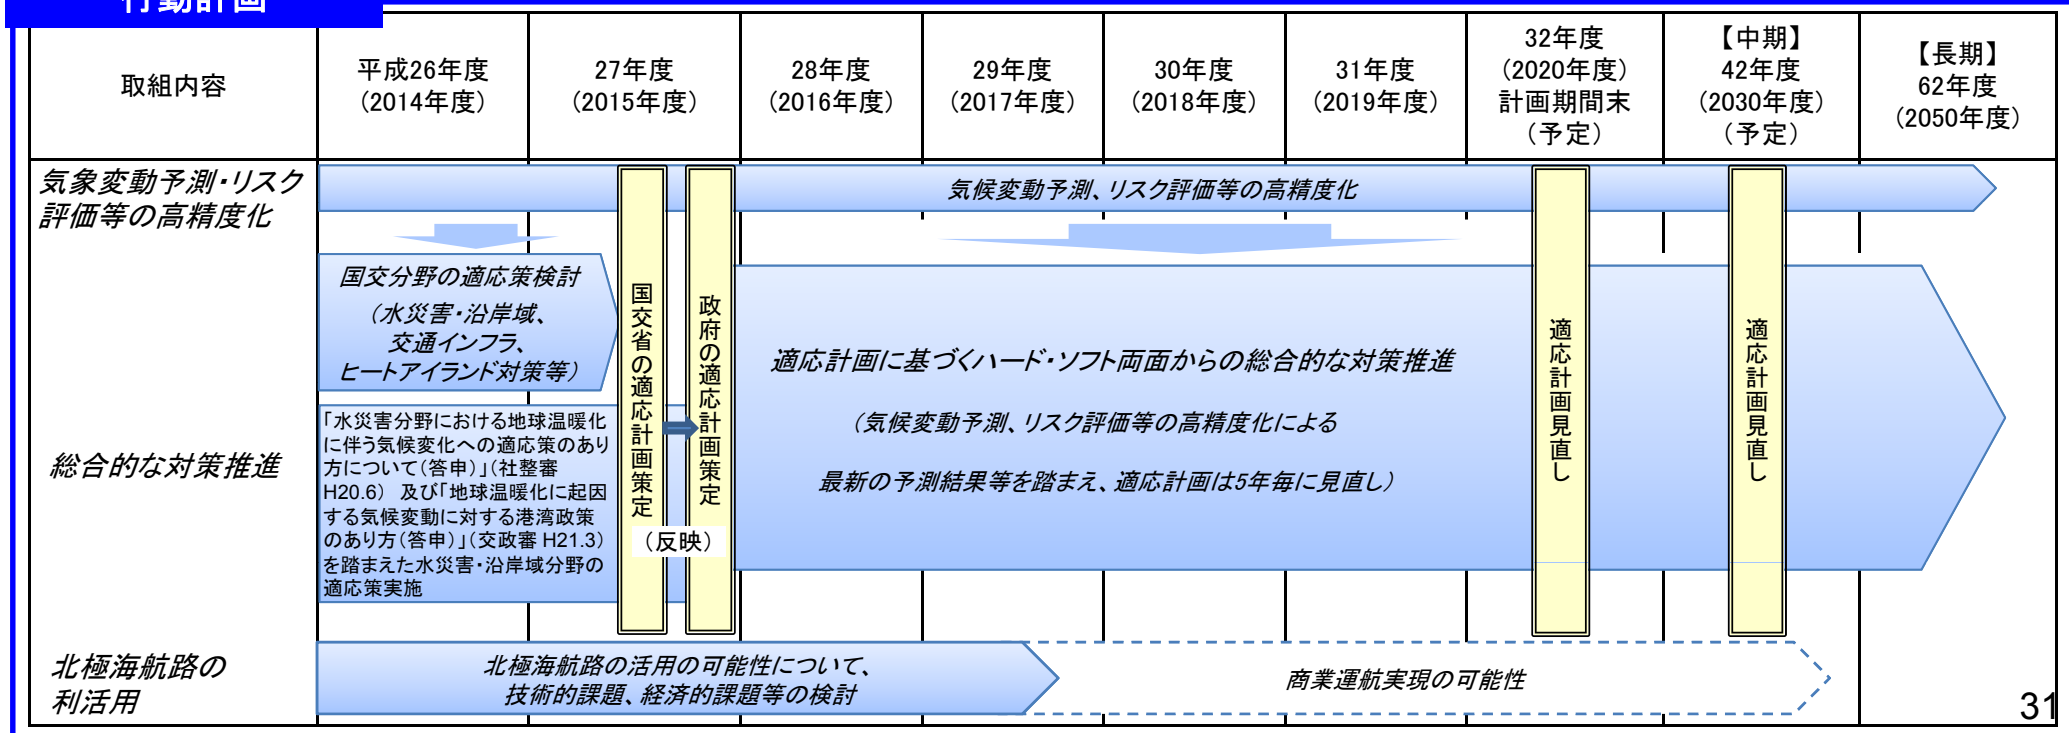 行動計画
取組内容
平成26年度
（2014年度）
27年度
（2015年度）
28年度
（2016年度）
29年度
（2017年度）
30年度
（2018年度）
31年度
（2019年度）
32年度
（2020年度）
計画期間末
（予定）
【中期】
42年度
（2030年度）
（予定）
【長期】
62年度
（2050年度）
気象変動予測・リスク
評価等の高精度化
気候変動予測、リスク評価等の高精度化
国交分野の適応策検討
（水災害・沿岸域、
交通インフラ、
ヒートアイランド対策等）
国交省の適応計画策定
政府の適応計画策定
（反映）
総合的な対策推進
「水災害分野における地球温暖化
に伴う気候変化への適応策のあり
方について（答申）」（社整審
H20.6） 及び「地球温暖化に起因
する気候変動に対する港湾政策
のあり方（答申）」（交政審 H21.3）
を踏まえた水災害・沿岸域分野の
適応策実施
適応計画に基づくハード・ソフト両面からの総合的な対策推進
（気候変動予測、リスク評価等の高精度化による
最新の予測結果等を踏まえ、適応計画は5年毎に見直し）
適応計画見直し
適応計画見直し
北極海航路の
利活用
北極海航路の活用の可能性について、
技術的課題、経済的課題等の検討
商業運航実現の可能性
31